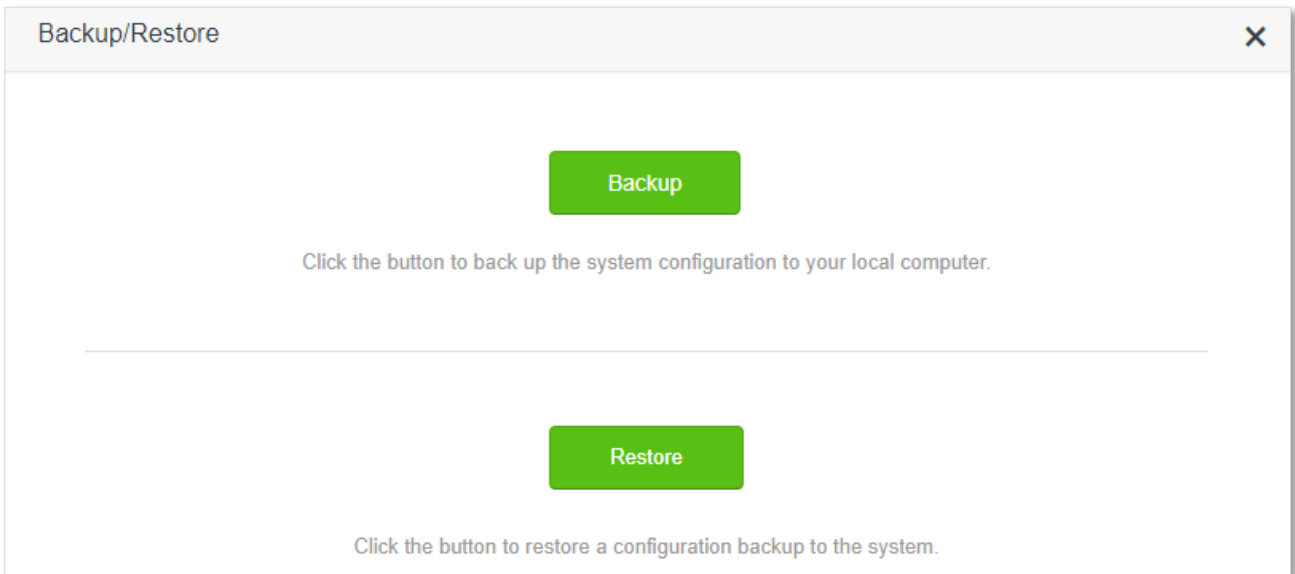 Backup/Restore
Backup
Click the button to back up the system configuration to your local computer.
Restore
Click the button to restore a configuration backup to the system.